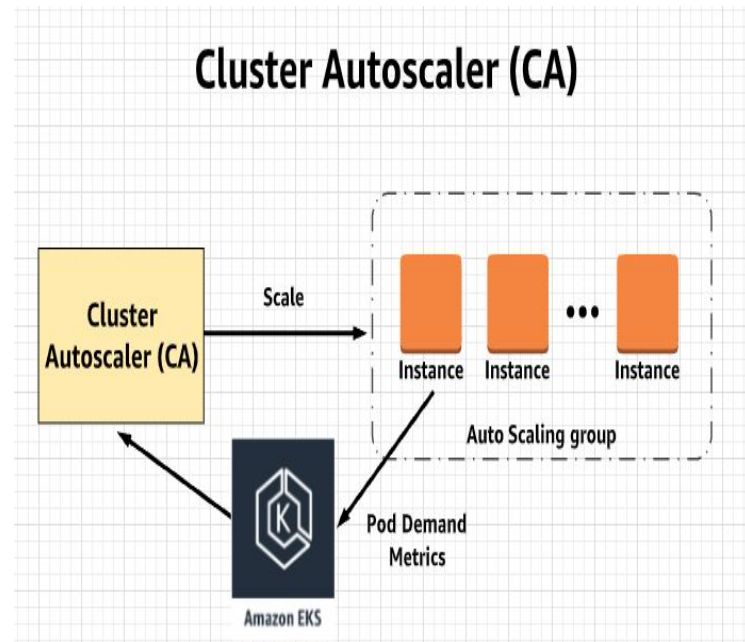 Cluster Autoscaler (CA)
Cluster
Autoscaler (CA)
Scale
Instance
Instance
Instance
Auto Scaling group
Pod Demand
Metrics
K
Amazon EKS